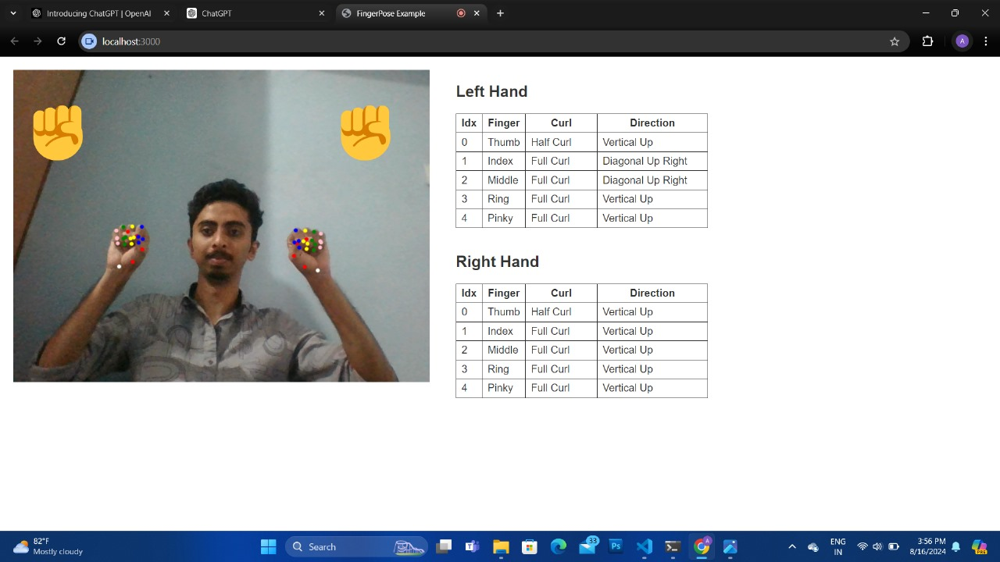 Introducing ChatGPT | OpenAI
ChatGPT
FingerPose Example
localhost:3000
A
Left Hand
Idx Finger Curl Direction
0 Thumb Half Curl Vertical Up
1 Index Full Curl Diagonal Up Right
2 Middle Full Curl Diagonal Up Right
3 Ring Full Curl Vertical Up
4 Pinky Full Curl Vertical Up
Right Hand
Idx Finger Curl Direction
0 Thumb Half Curl Vertical Up
1 Index Full Curl Vertical Up
2 Middle Full Curl Vertical Up
3 Ring Full Curl Vertical Up
4 Pinky Full Curl Vertical Up
82°F
Mostly cloudy
Search
33
Ps
A
ENG
IN
3:56 PM
8/16/2024
PRE